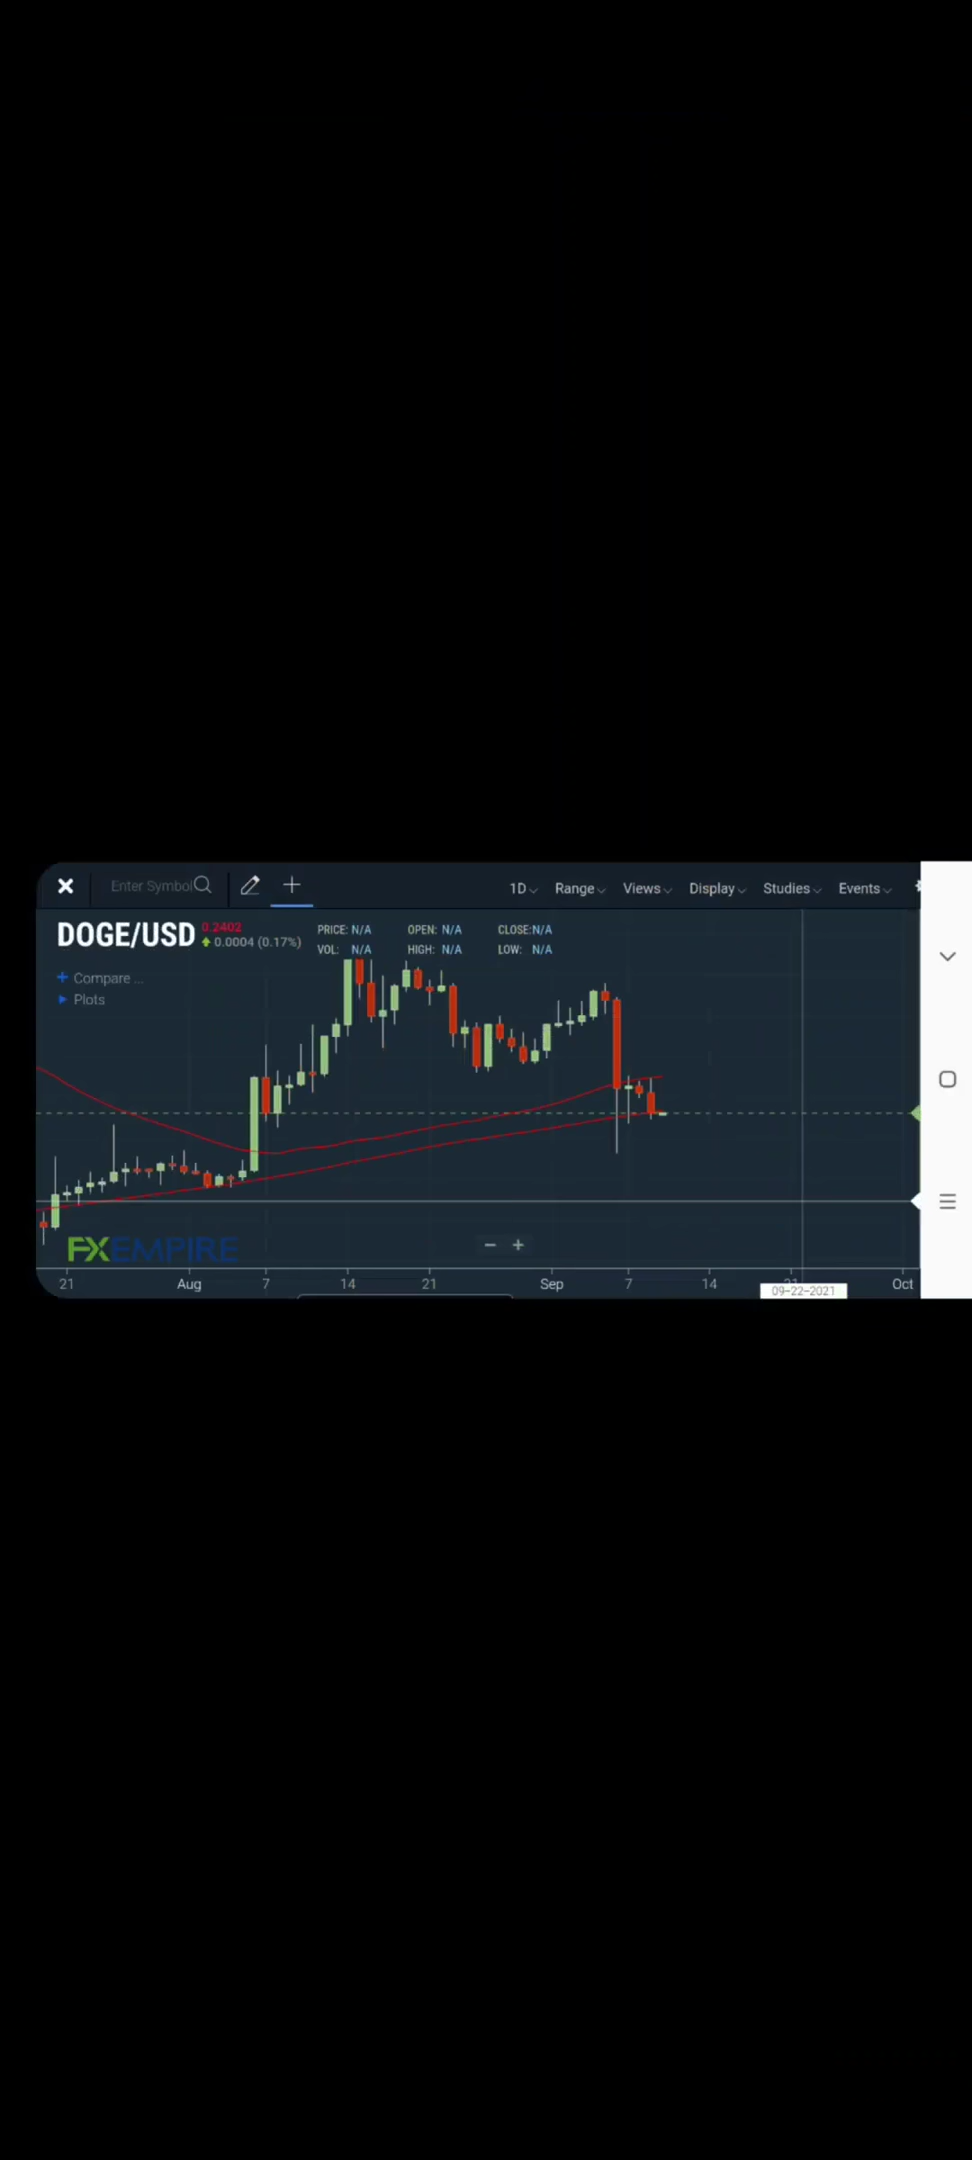 Enter Symbol
1D Range Views Display Studies Events
DOGE/USD 0.2402
0.0004 (0.17%)
PRICE: N/A OPEN: N/A CLOSE:N/A
VOL: N/A HIGH: N/A LOW: N/A
+ Compare ...
Plots
FXEMPIRE
− +
21 Aug 7 14 21 Sep 7 14 21 Oct
09-22-2021